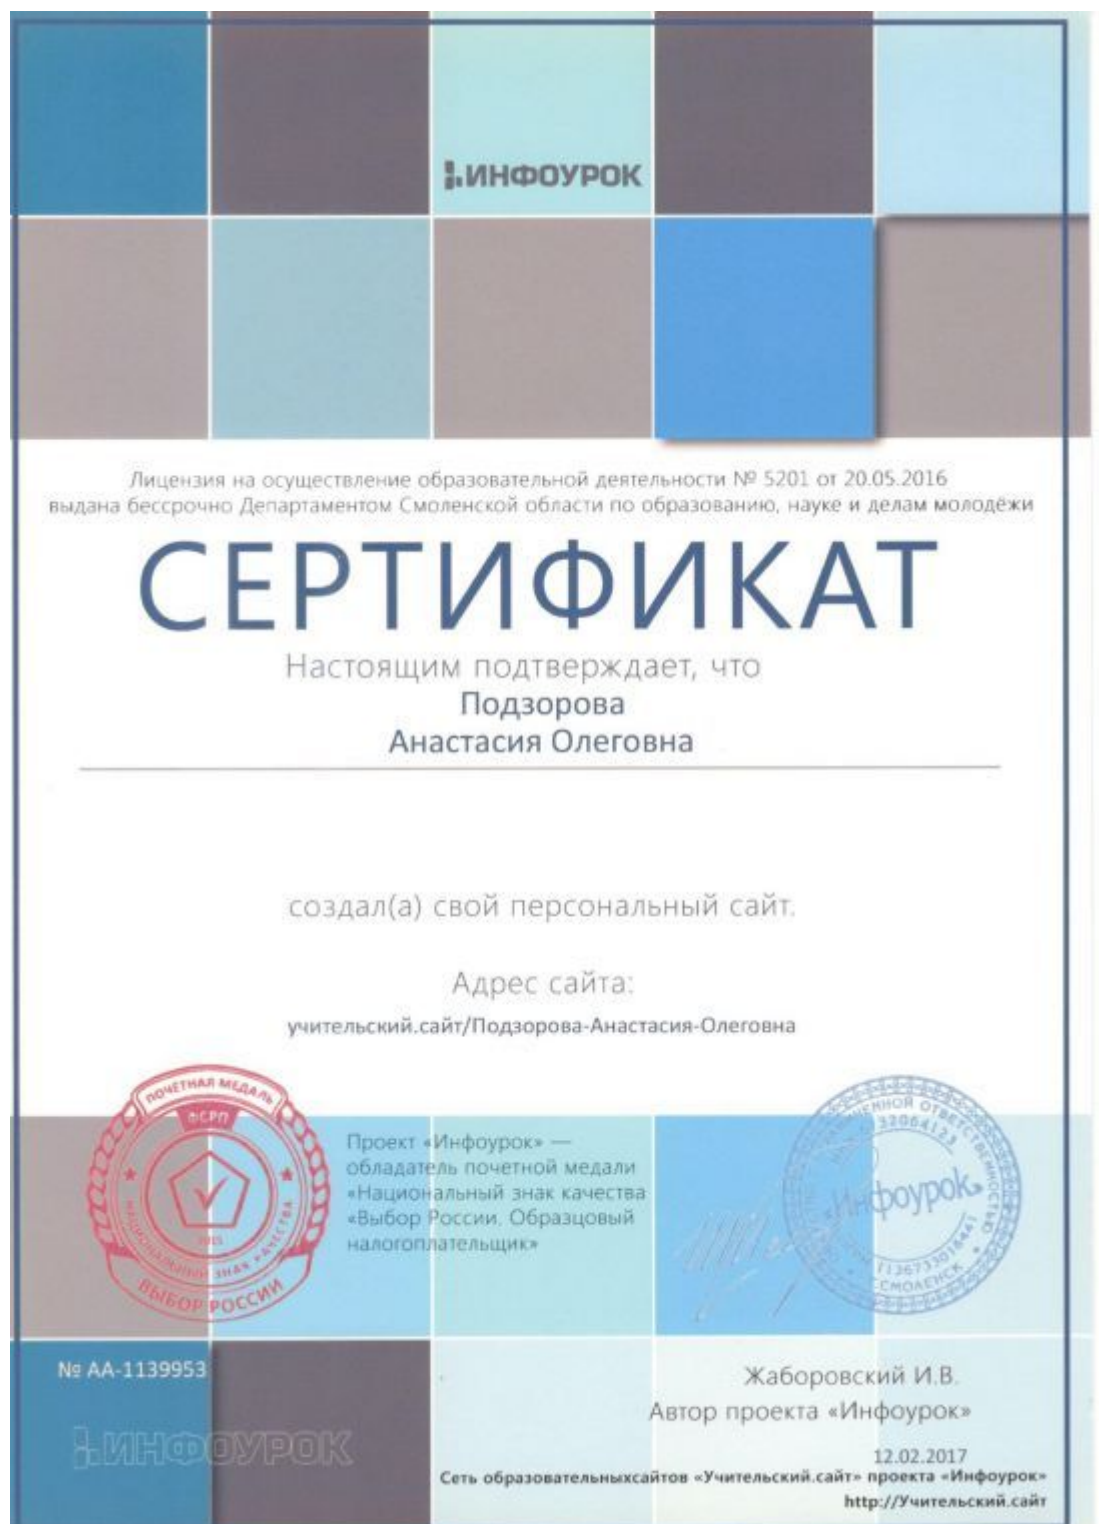 ИНФОУРОК
Лицензия на осуществление образовательной деятельности № 5201 от 20.05.2016
выдана бессрочно Департаментом Смоленской области по образованию, науке и делам молодёжи
СЕРТИФИКАТ
Настоящим подтверждает, что
Подзорова
Анастасия Олеговна
создал(а) свой персональный сайт.
Адрес сайта:
учительский.сайт/Подзорова-Анастасия-Олеговна
ПОЧЕТНАЯ МЕДАЛЬ
ФСРП
НАЦИОНАЛЬНЫЙ ЗНАК КАЧЕСТВА
ВЫБОР РОССИИ
Проект «Инфоурок» —
обладатель почетной медали
«Национальный знак качества
«Выбор России. Образцовый
налогоплательщик»
ОТВЕТСТВЕННОСТЬЮ
«Инфоурок»
СМОЛЕНСК
№ АА-1139953
ИНФОУРОК
Жаборовский И.В.
Автор проекта «Инфоурок»
12.02.2017
Сеть образовательныхсайтов «Учительский.сайт» проекта «Инфоурок»
http://Учительский.сайт